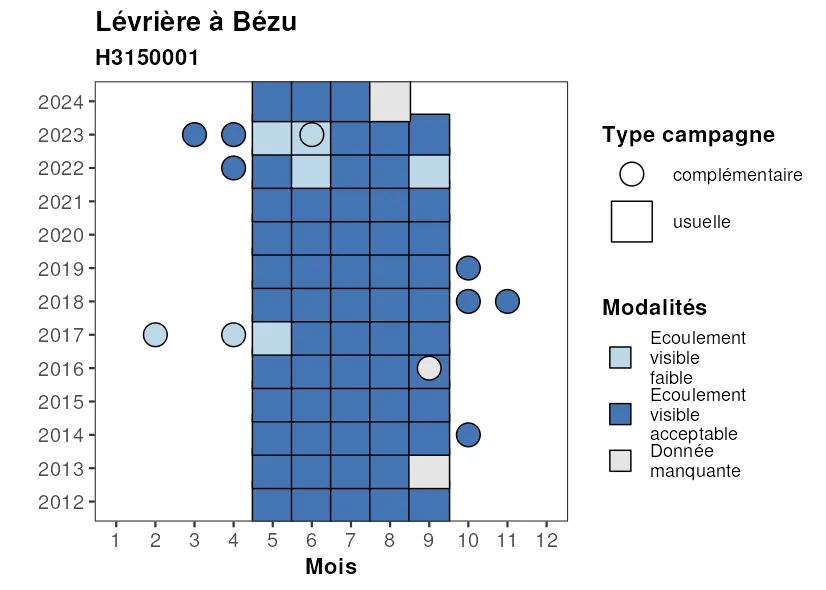 Lévrière à Bézu
H3150001
2024
2023
2022
2021
2020
2019
2018
2017
2016
2015
2014
2013
2012
1 2 3 4 5 6 7 8 9 10 11 12
Mois
Type campagne
complémentaire
usuelle
Modalités
Ecoulement
visible
faible
Ecoulement
visible
acceptable
Donnée
manquante